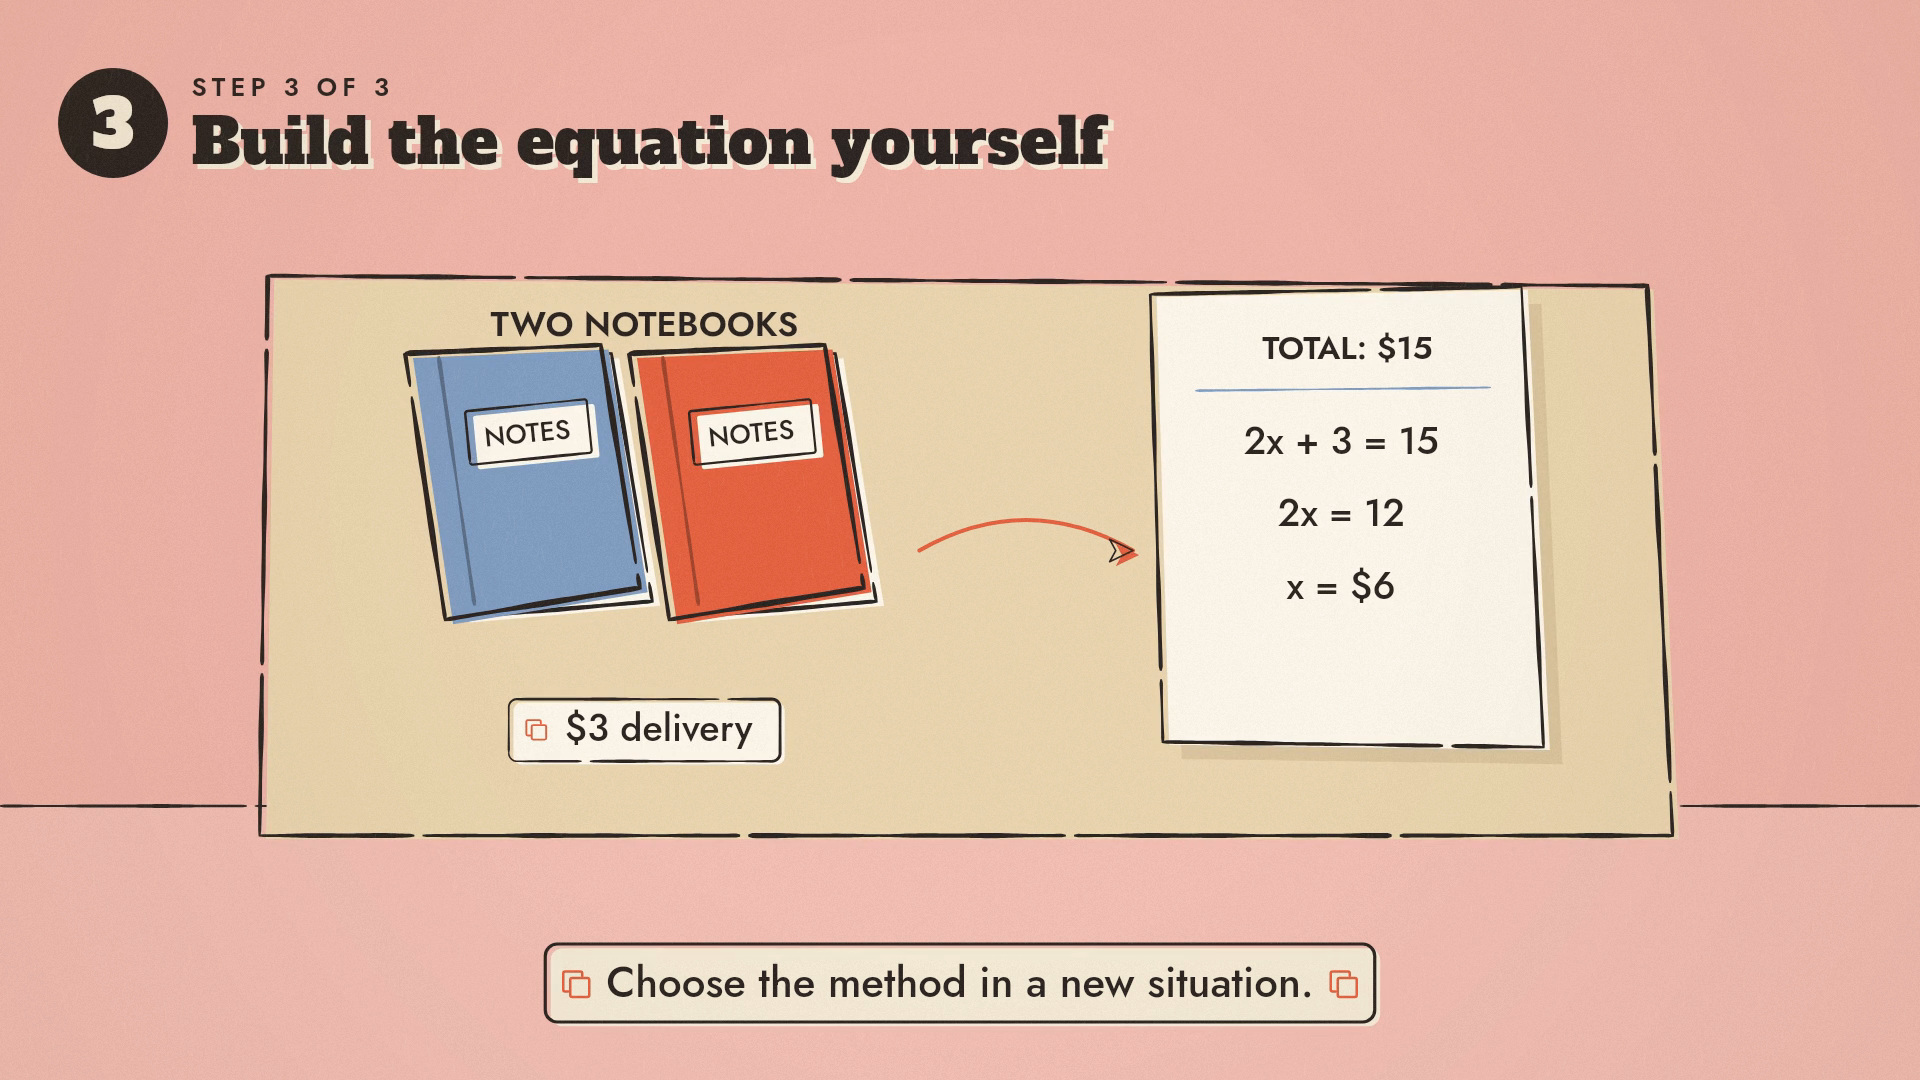 3
STEP 3 OF 3
Build the equation yourself
TWO NOTEBOOKS
NOTES
NOTES
$3 delivery
TOTAL: $15
2x + 3 = 15
2x = 12
x = $6
Choose the method in a new situation.